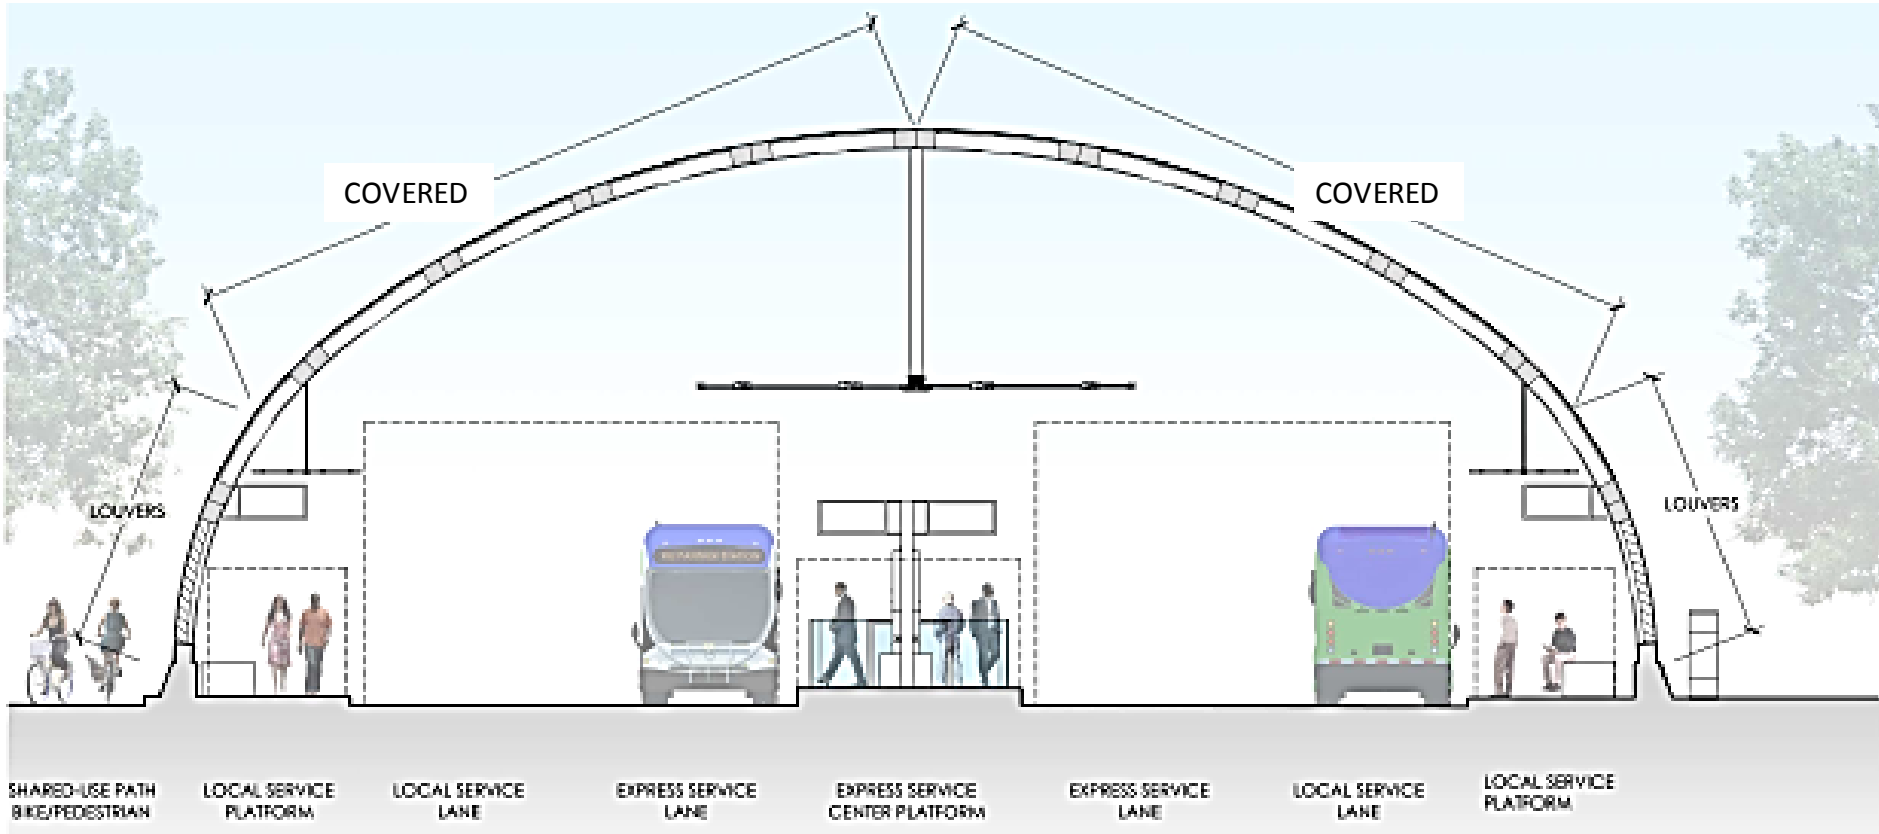 COVERED
COVERED
LOUVERS
LOUVERS
SHARED-USE PATH
BIKE/PEDESTRIAN
LOCAL SERVICE
PLATFORM
LOCAL SERVICE
LANE
EXPRESS SERVICE
LANE
EXPRESS SERVICE
CENTER PLATFORM
EXPRESS SERVICE
LANE
LOCAL SERVICE
LANE
LOCAL SERVICE
PLATFORM